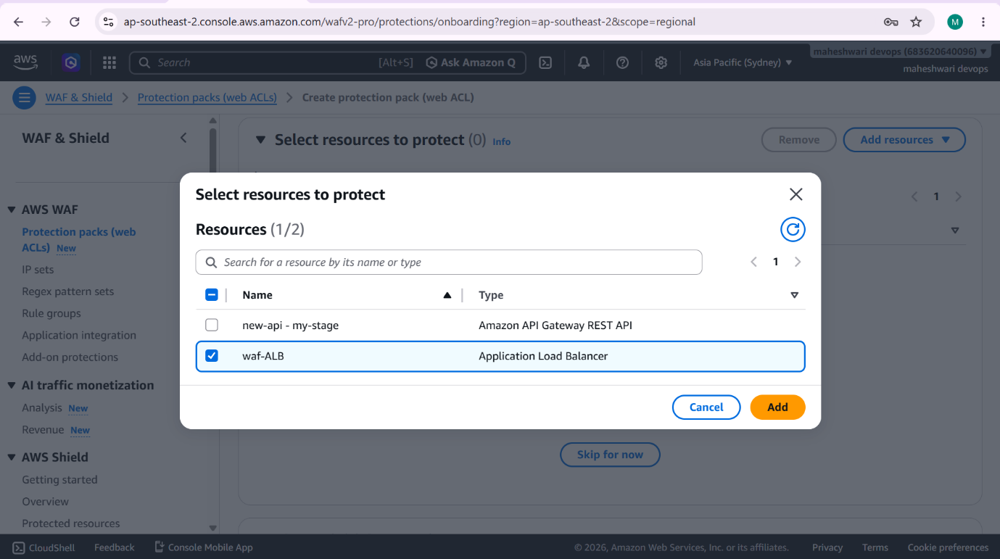 ap-southeast-2.console.aws.amazon.com/wafv2-pro/protections/onboarding?region=ap-southeast-2&scope=regional
M
aws
Search
[Alt+S]
Ask Amazon Q
Asia Pacific (Sydney)
maheshwari devops (683620640096)
maheshwari devops
WAF & Shield
Protection packs (web ACLs)
Create protection pack (web ACL)
WAF & Shield
AWS WAF
Protection packs (web
ACLs) New
IP sets
Regex pattern sets
Rule groups
Application integration
Add-on protections
AI traffic monetization
Analysis New
Revenue New
AWS Shield
Getting started
Overview
Protected resources
Select resources to protect (0) Info
Remove
Add resources
1
Select resources to protect
Resources (1/2)
Search for a resource by its name or type
1
Name Type
new-api - my-stage Amazon API Gateway REST API
waf-ALB Application Load Balancer
Cancel Add
Skip for now
CloudShell Feedback Console Mobile App © 2026, Amazon Web Services, Inc. or its affiliates. Privacy Terms Cookie preferences